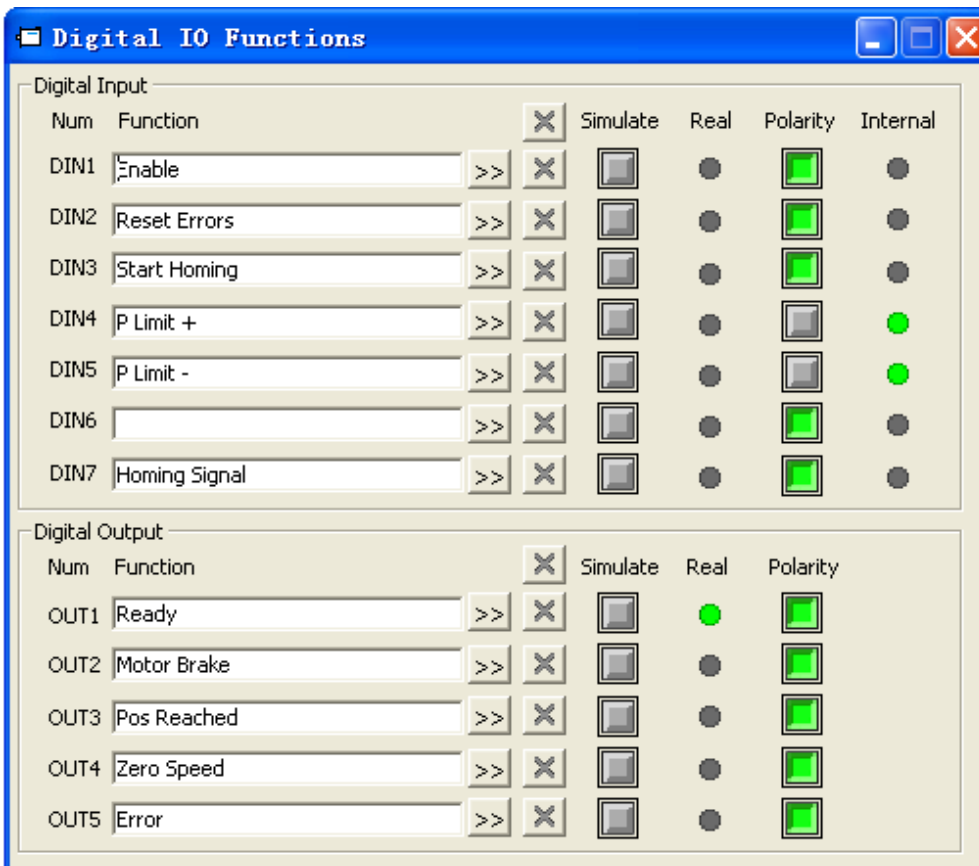 Digital IO Functions
Digital Input
Num Function Simulate Real Polarity Internal
DIN1 Enable >>
DIN2 Reset Errors >>
DIN3 Start Homing >>
DIN4 P Limit + >>
DIN5 P Limit - >>
DIN6 >>
DIN7 Homing Signal >>
Digital Output
Num Function Simulate Real Polarity
OUT1 Ready >>
OUT2 Motor Brake >>
OUT3 Pos Reached >>
OUT4 Zero Speed >>
OUT5 Error >>